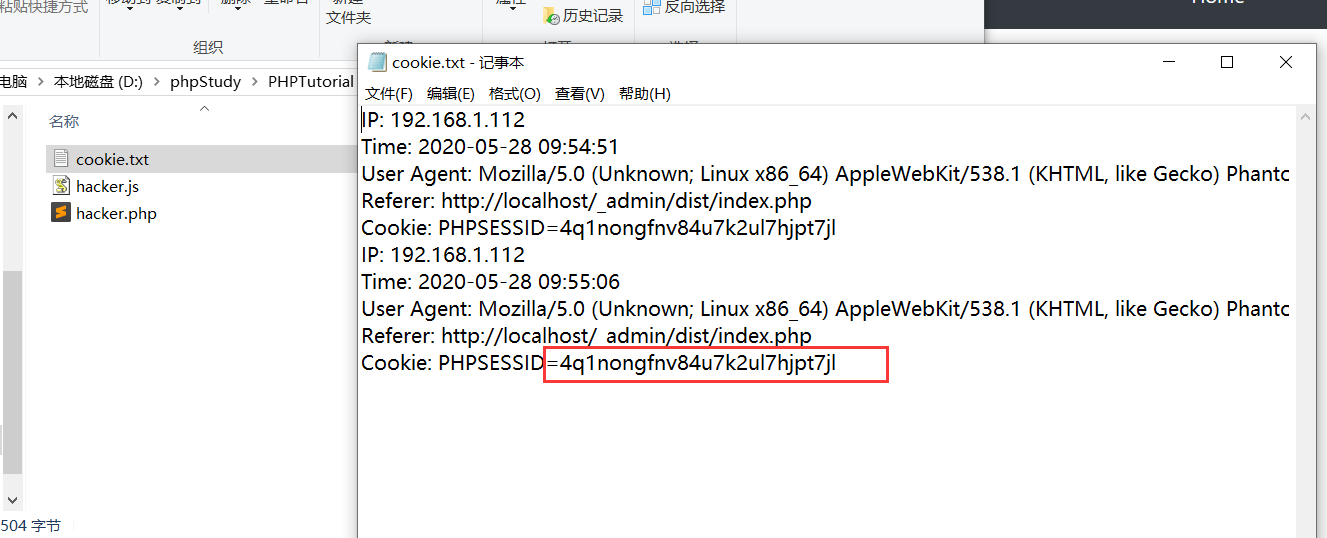 粘贴快捷方式
文件夹
历史记录
反向选择
组织
电脑 > 本地磁盘 (D:) > phpStudy > PHPTutorial
名称
cookie.txt
hacker.js
hacker.php
504 字节
cookie.txt - 记事本
文件(F) 编辑(E) 格式(O) 查看(V) 帮助(H)
IP: 192.168.1.112
Time: 2020-05-28 09:54:51
User Agent: Mozilla/5.0 (Unknown; Linux x86_64) AppleWebKit/538.1 (KHTML, like Gecko) Phantc
Referer: http://localhost/_admin/dist/index.php
Cookie: PHPSESSID=4q1nongfnv84u7k2ul7hjpt7jl
IP: 192.168.1.112
Time: 2020-05-28 09:55:06
User Agent: Mozilla/5.0 (Unknown; Linux x86_64) AppleWebKit/538.1 (KHTML, like Gecko) Phantc
Referer: http://localhost/_admin/dist/index.php
Cookie: PHPSESSID=4q1nongfnv84u7k2ul7hjpt7jl